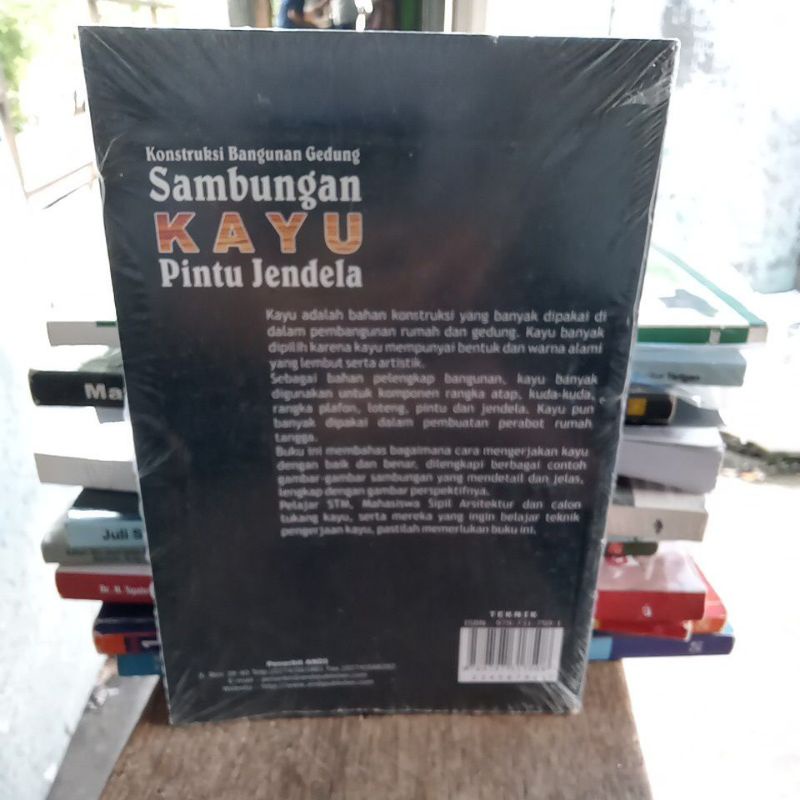 Konstruksi Bangunan Gedung
Sambungan
KAYU
Pintu Jendela
Kayu adalah bahan konstruksi yang banyak dipakai di
dalam pembangunan rumah dan gedung. Kayu banyak
dipilih karena kayu mempunyai bentuk dan warna alami
yang lembut serta artistik.
Sebagai bahan pelengkap bangunan, kayu banyak
digunakan untuk komponen rangka atap, kuda-kuda,
rangka plafon, loteng, pintu dan jendela. Kayu pun
banyak dipakai dalam pembuatan perabot rumah
tangga.
Buku ini membahas bagaimana cara mengerjakan kayu
dengan baik dan benar, dilengkapi berbagai contoh
gambar-gambar sambungan yang mendetail dan jelas,
lengkap dengan gambar perspektifnya.
Pelajar STM, Mahasiswa Sipil Arsitektur dan calon
tukang kayu, serta mereka yang ingin belajar teknik
pengerjaan kayu, pastilah memerlukan buku ini.
TEKNIK
ISBN
Penerbit ANDI
Website
Juli S